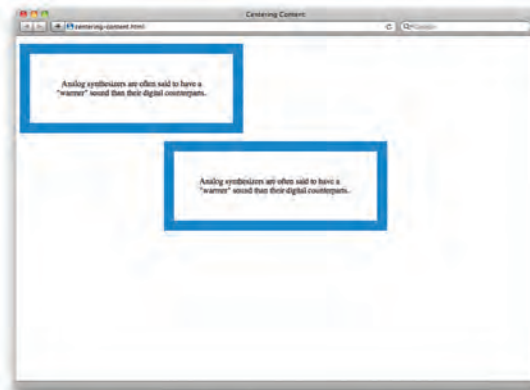 Centering Content
centering-content.html
Analog synthesizers are often said to have a
"warmer" sound than their digital counterparts.
Analog synthesizers are often said to have a
"warmer" sound than their digital counterparts.